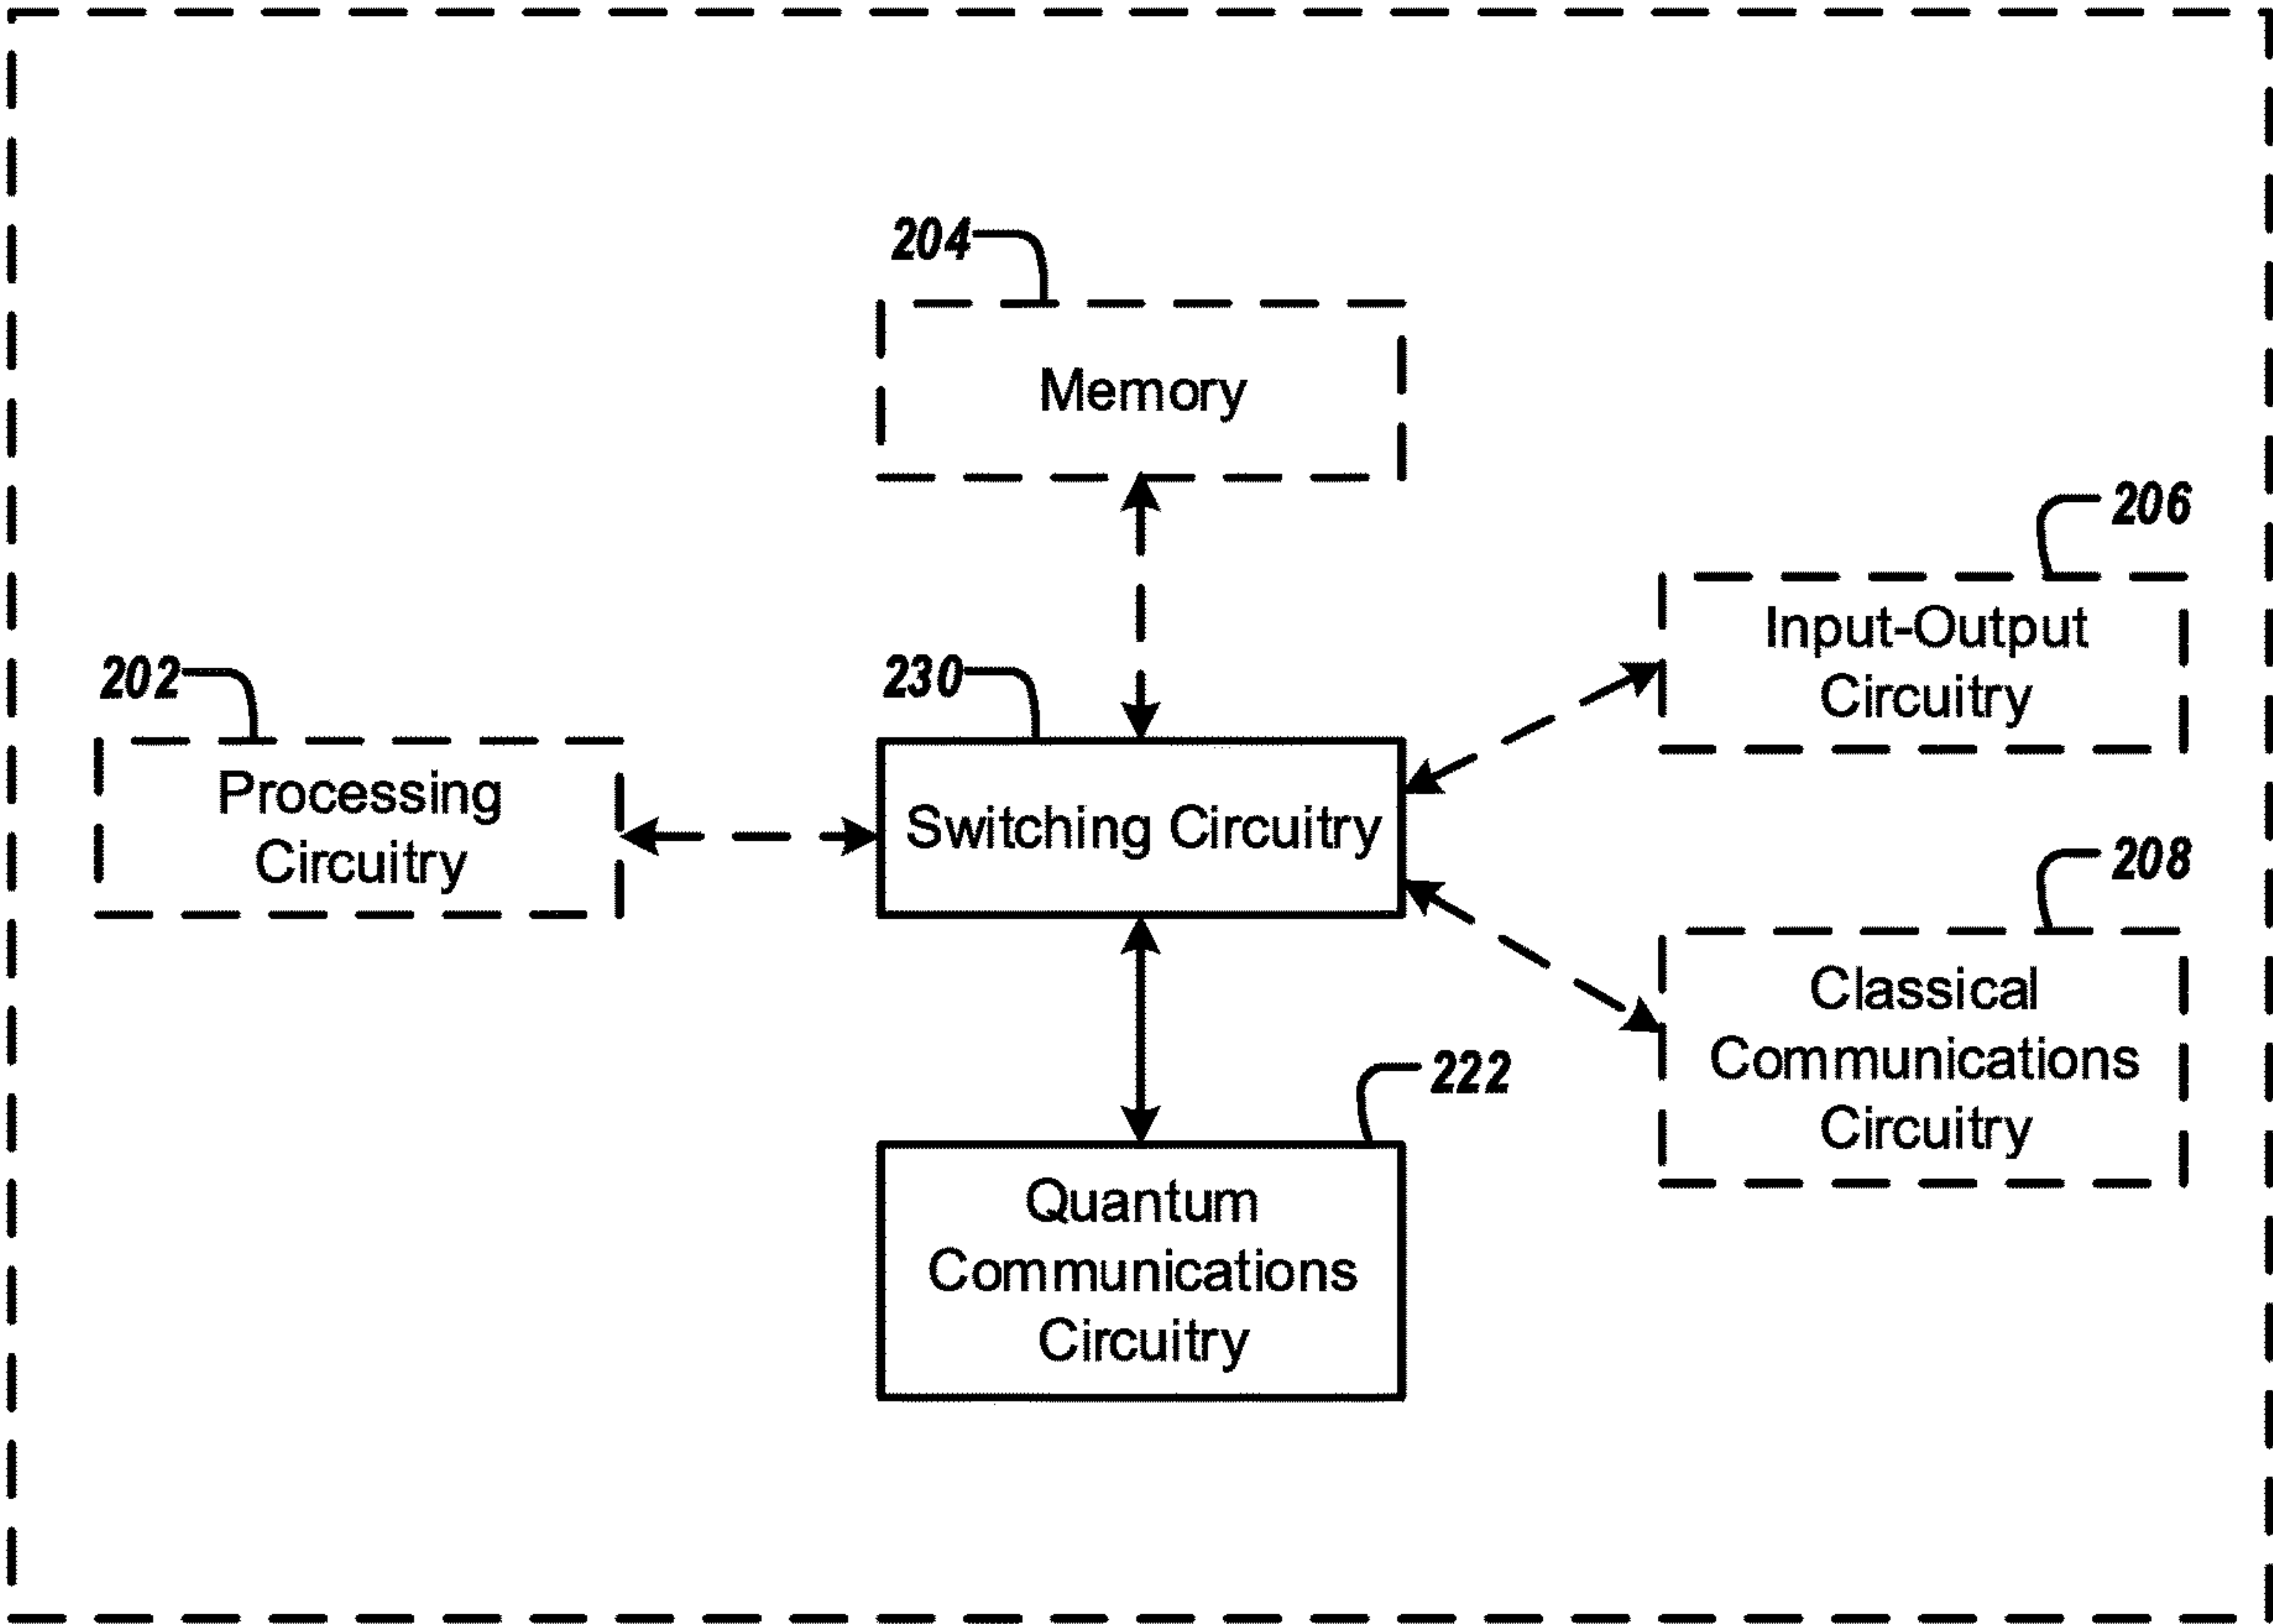 204
Memory
206
Input-Output
Circuitry
202
Processing
Circuitry
230
Switching Circuitry
208
Classical
Communications
Circuitry
222
Quantum
Communications
Circuitry